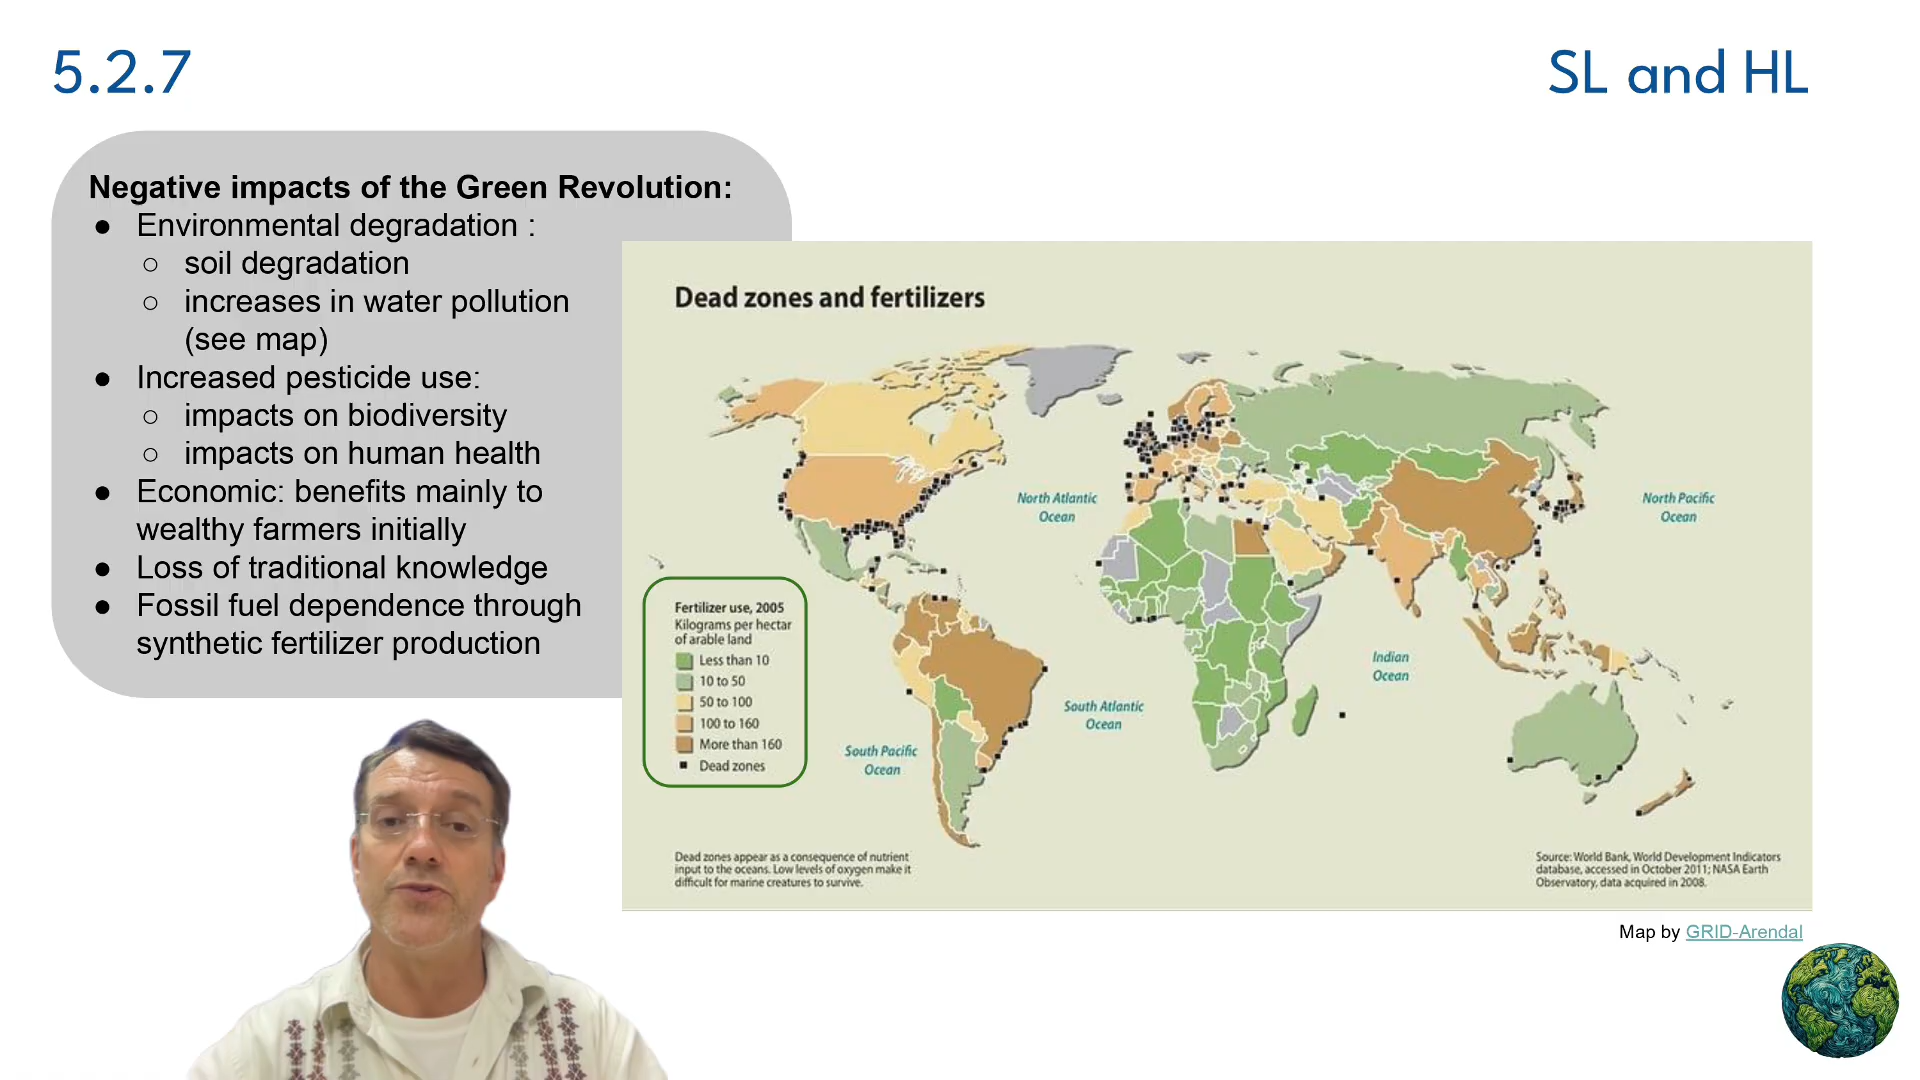 5.2.7
SL and HL
Negative impacts of the Green Revolution:
● Environmental degradation :
○ soil degradation
○ increases in water pollution
(see map)
● Increased pesticide use:
○ impacts on biodiversity
○ impacts on human health
● Economic: benefits mainly to
wealthy farmers initially
● Loss of traditional knowledge
● Fossil fuel dependence through
synthetic fertilizer production
Dead zones and fertilizers
North Atlantic
Ocean
North Pacific
Ocean
Indian
Ocean
South Atlantic
Ocean
South Pacific
Ocean
Fertilizer use, 2005
Kilograms per hectar
of arable land
Less than 10
10 to 50
50 to 100
100 to 160
More than 160
Dead zones
Dead zones appear as a consequence of nutrient
input to the oceans. Low levels of oxygen make it
difficult for marine creatures to survive.
Source: World Bank, World Development Indicators
database, accessed in October 2011; NASA Earth
Observatory, data acquired in 2008.
Map by GRID-Arendal